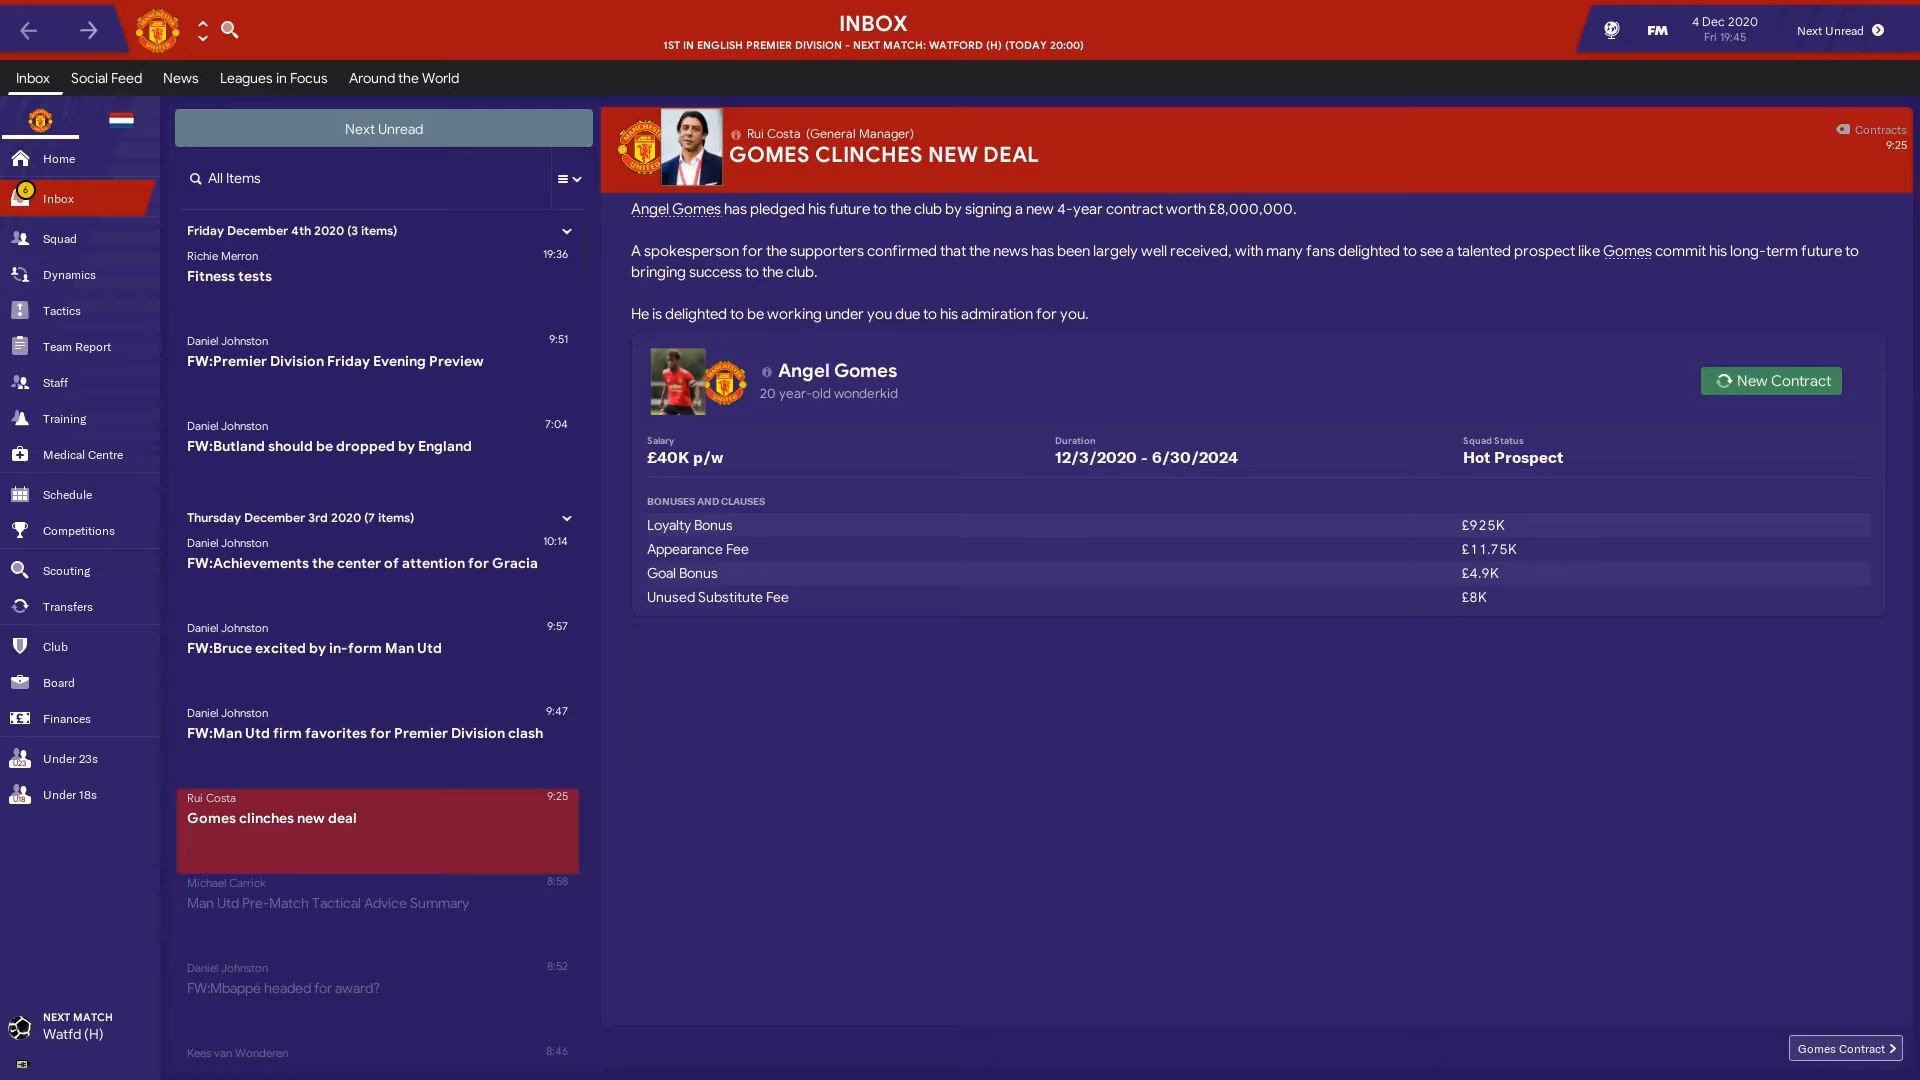 INBOX
1ST IN ENGLISH PREMIER DIVISION - NEXT MATCH: WATFORD (H) (TODAY 20:00)
FM
4 Dec 2020
Fri 19:45
Next Unread
Inbox
Social Feed
News
Leagues in Focus
Around the World
Home
6
Inbox
Squad
Dynamics
Tactics
Team Report
Staff
Training
Medical Centre
Schedule
Competitions
Scouting
Transfers
Club
Board
Finances
U23
Under 23s
U18
Under 18s
NEXT MATCH
Watfd (H)
Next Unread
All Items
Friday December 4th 2020 (3 items)
Richie Merron 19:36
Fitness tests
Daniel Johnston 9:51
FW:Premier Division Friday Evening Preview
Daniel Johnston 7:04
FW:Butland should be dropped by England
Thursday December 3rd 2020 (7 items)
Daniel Johnston 10:14
FW:Achievements the center of attention for Gracia
Daniel Johnston 9:57
FW:Bruce excited by in-form Man Utd
Daniel Johnston 9:47
FW:Man Utd firm favorites for Premier Division clash
Rui Costa 9:25
Gomes clinches new deal
Michael Carrick 8:58
Man Utd Pre-Match Tactical Advice Summary
Daniel Johnston 8:52
FW:Mbappé headed for award?
Kees van Wonderen 8:46
MANCHESTER
UNITED
Rui Costa (General Manager)
GOMES CLINCHES NEW DEAL
Contracts
9:25
Angel Gomes has pledged his future to the club by signing a new 4-year contract worth £8,000,000.
A spokesperson for the supporters confirmed that the news has been largely well received, with many fans delighted to see a talented prospect like Gomes commit his long-term future to
bringing success to the club.
He is delighted to be working under you due to his admiration for you.
Angel Gomes
20 year-old wonderkid
New Contract
Salary
£40K p/w
Duration
12/3/2020 - 6/30/2024
Squad Status
Hot Prospect
BONUSES AND CLAUSES
Loyalty Bonus £925K
Appearance Fee £11.75K
Goal Bonus £4.9K
Unused Substitute Fee £8K
Gomes Contract